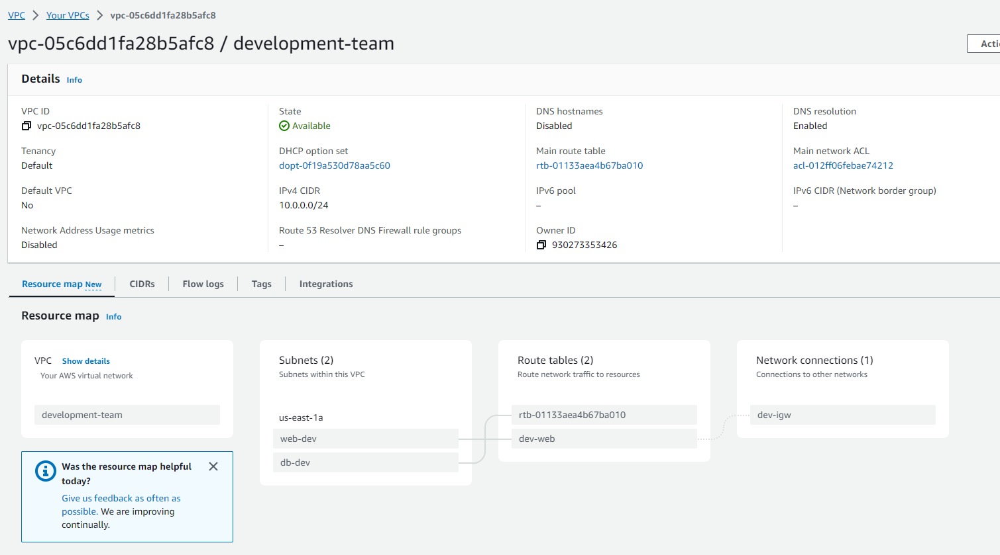 VPC > Your VPCs > vpc-05c6dd1fa28b5afc8
vpc-05c6dd1fa28b5afc8 / development-team
Acti
Details Info
VPC ID
vpc-05c6dd1fa28b5afc8
State
Available
DNS hostnames
Disabled
DNS resolution
Enabled
Tenancy
Default
DHCP option set
dopt-0f19a530d78aa5c60
Main route table
rtb-01133aea4b67ba010
Main network ACL
acl-012ff06febae74212
Default VPC
No
IPv4 CIDR
10.0.0.0/24
IPv6 pool
–
IPv6 CIDR (Network border group)
–
Network Address Usage metrics
Disabled
Route 53 Resolver DNS Firewall rule groups
–
Owner ID
930273353426
Resource map New
CIDRs
Flow logs
Tags
Integrations
Resource map Info
VPC Show details
Your AWS virtual network
development-team
Subnets (2)
Subnets within this VPC
us-east-1a
web-dev
db-dev
Route tables (2)
Route network traffic to resources
rtb-01133aea4b67ba010
dev-web
Network connections (1)
Connections to other networks
dev-igw
Was the resource map helpful
today?
Give us feedback as often as
possible. We are improving
continually.